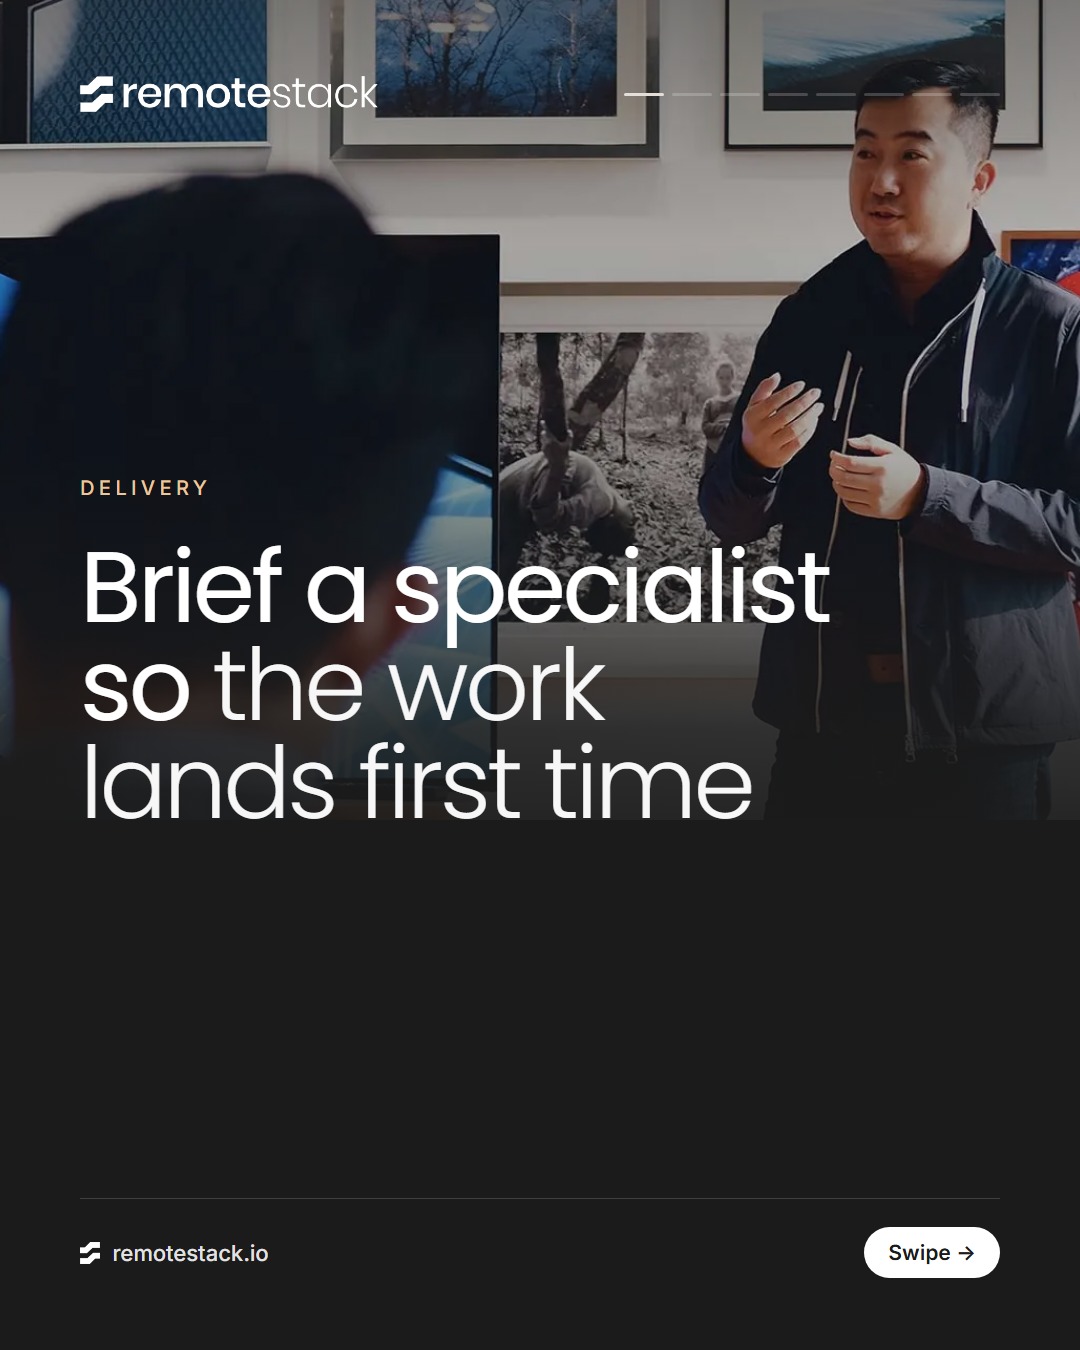 remotestack
DELIVERY
Brief a specialist
so the work
lands first time
remotestack.io
Swipe →